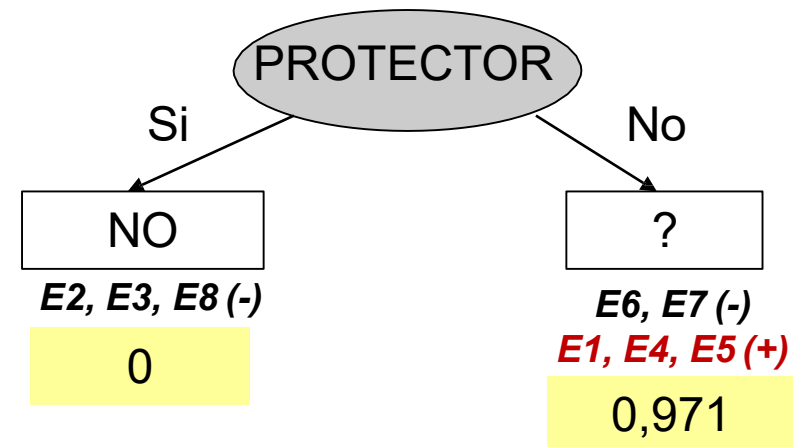 PROTECTOR
Si
No
NO
?
E2, E3, E8 (-)
E6, E7 (-)
E1, E4, E5 (+)
0
0,971